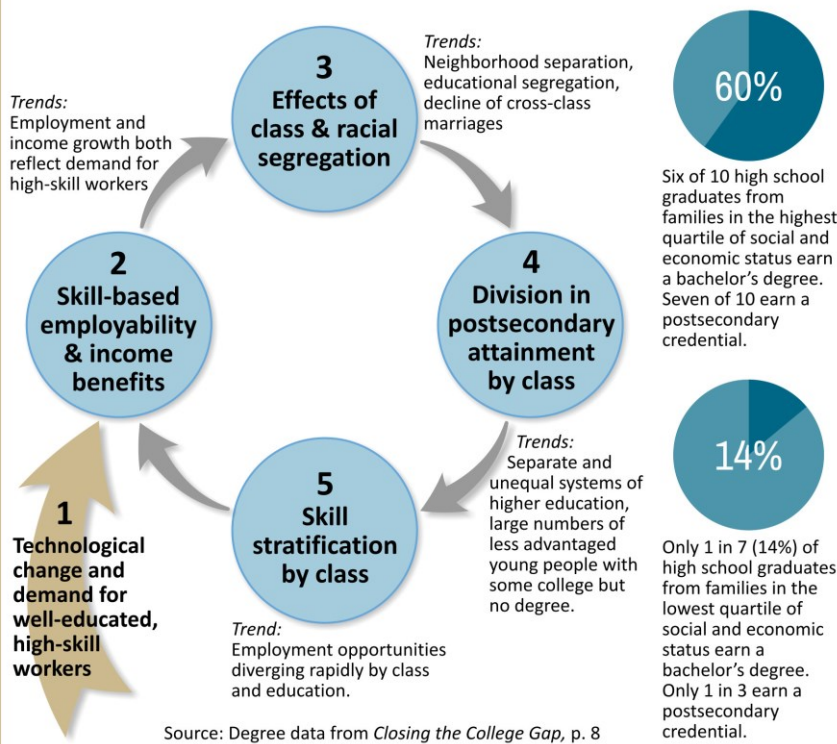 1
Technological
change and
demand for
well-educated,
high-skill
workers
2
Skill-based
employability
& income
benefits
Trends:
Employment and
income growth both
reflect demand for
high-skill workers
3
Effects of
class & racial
segregation
Trends:
Neighborhood separation,
educational segregation,
decline of cross-class
marriages
4
Division in
postsecondary
attainment
by class
Trends:
Separate and
unequal systems of
higher education,
large numbers of
less advantaged
young people with
some college but
no degree.
5
Skill
stratification
by class
Trend:
Employment opportunities
diverging rapidly by class
and education.
60%
Six of 10 high school
graduates from
families in the highest
quartile of social and
economic status earn
a bachelor’s degree.
Seven of 10 earn a
postsecondary
credential.
14%
Only 1 in 7 (14%) of
high school graduates
from families in the
lowest quartile of
social and economic
status earn a
bachelor’s degree.
Only 1 in 3 earn a
postsecondary
credential.
Source: Degree data from Closing the College Gap, p. 8